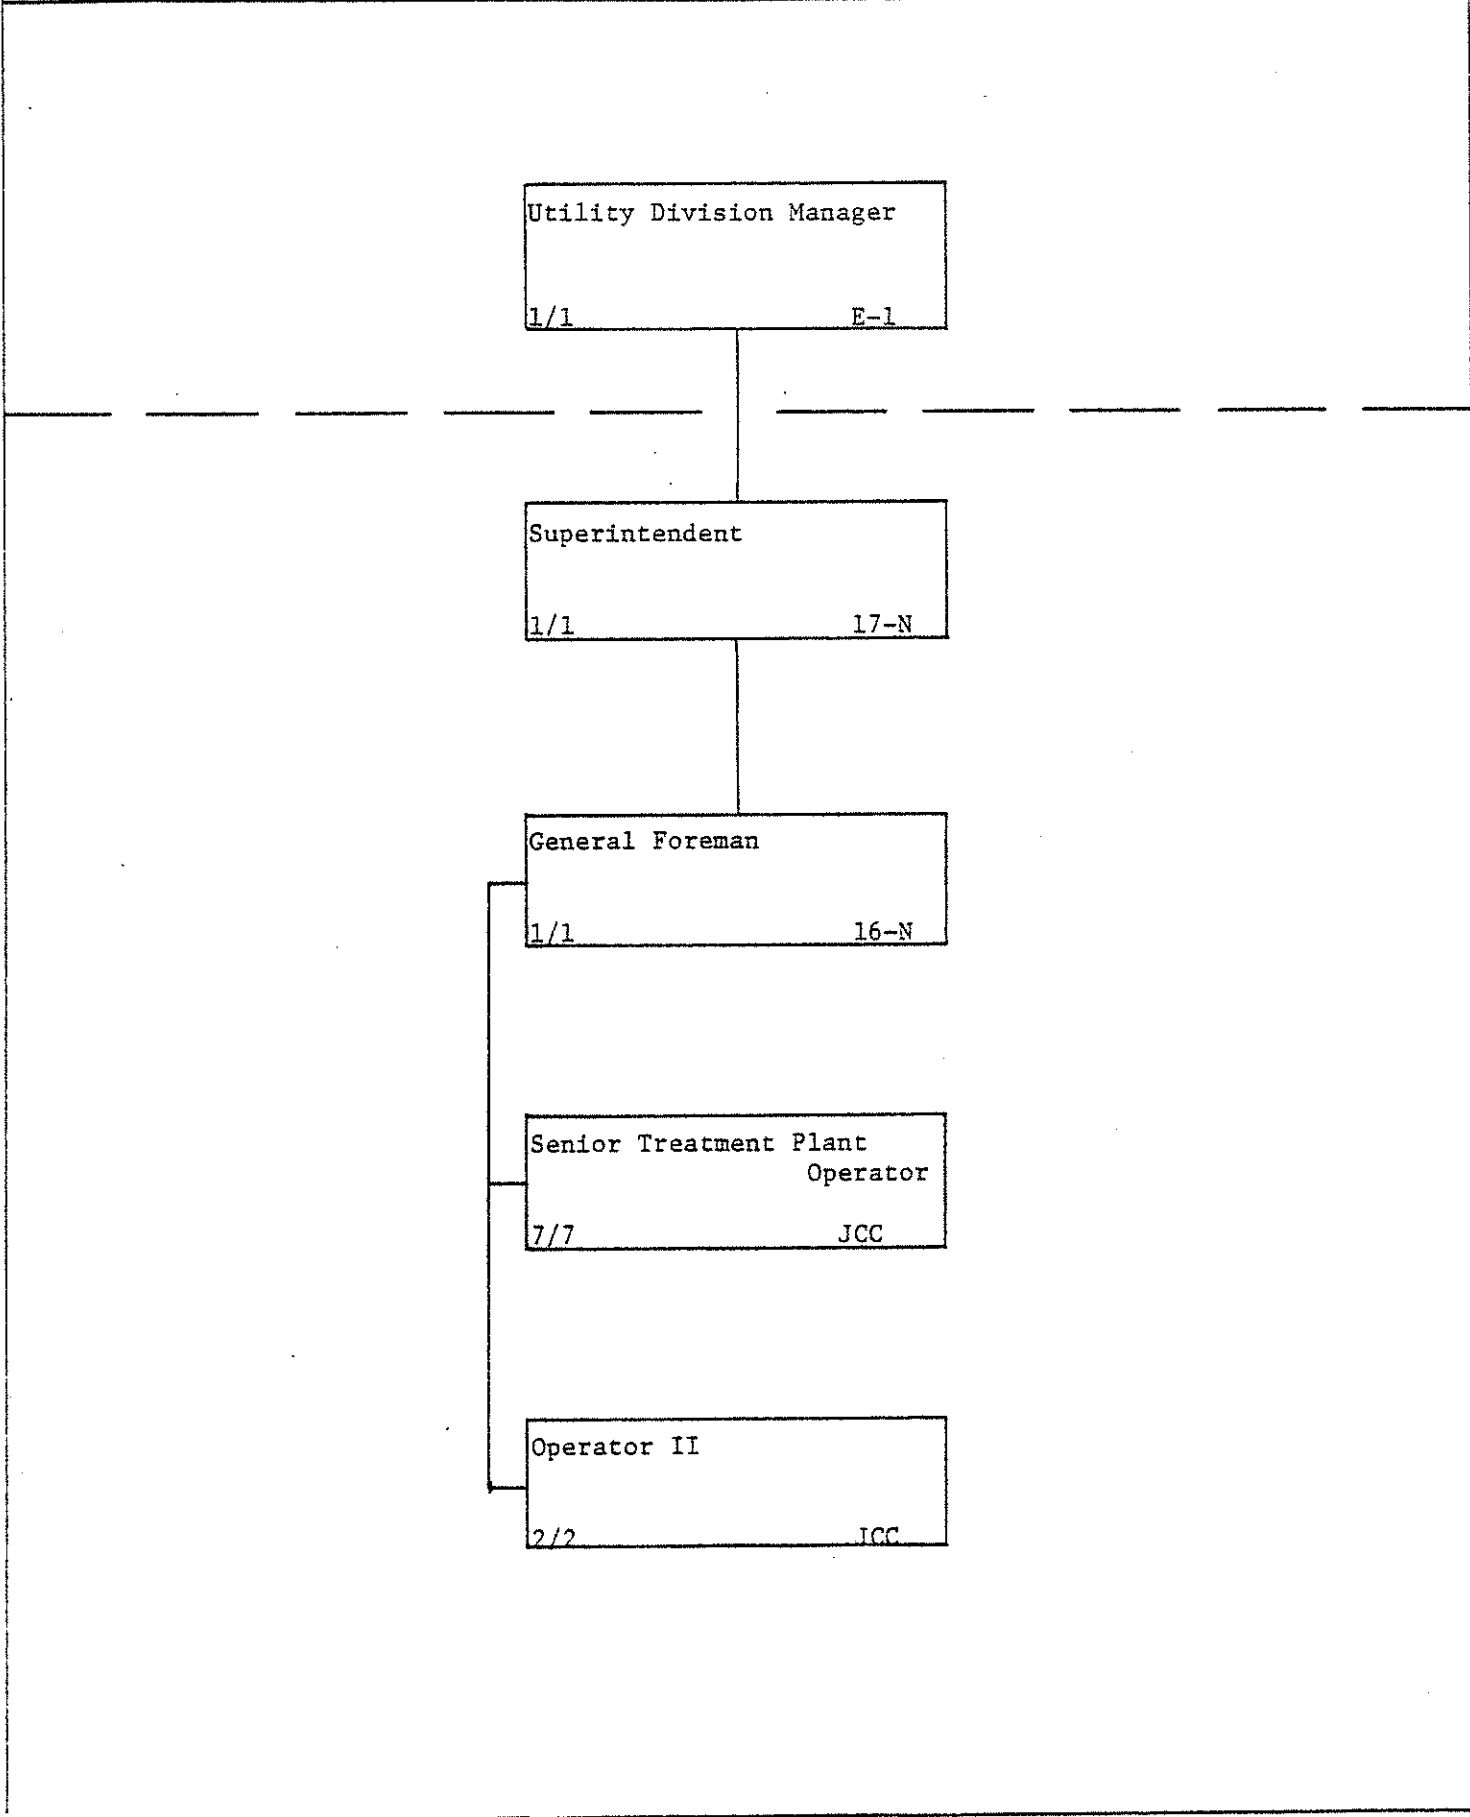 Utility Division Manager
1/1 E-1
Superintendent
1/1 17-N
General Foreman
1/1 16-N
Senior Treatment Plant
Operator
7/7 JCC
Operator II
2/2 JCC